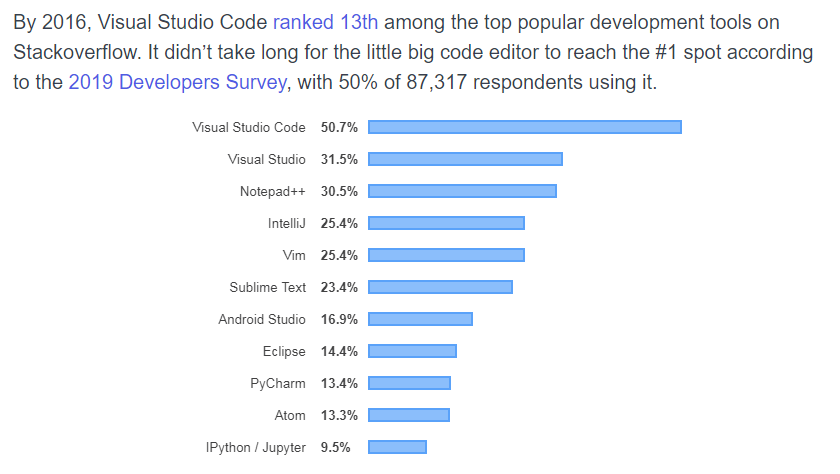 By 2016, Visual Studio Code ranked 13th among the top popular development tools on
Stackoverflow. It didn’t take long for the little big code editor to reach the #1 spot according
to the 2019 Developers Survey, with 50% of 87,317 respondents using it.
Visual Studio Code 50.7%
Visual Studio 31.5%
Notepad++ 30.5%
IntelliJ 25.4%
Vim 25.4%
Sublime Text 23.4%
Android Studio 16.9%
Eclipse 14.4%
PyCharm 13.4%
Atom 13.3%
IPython / Jupyter 9.5%